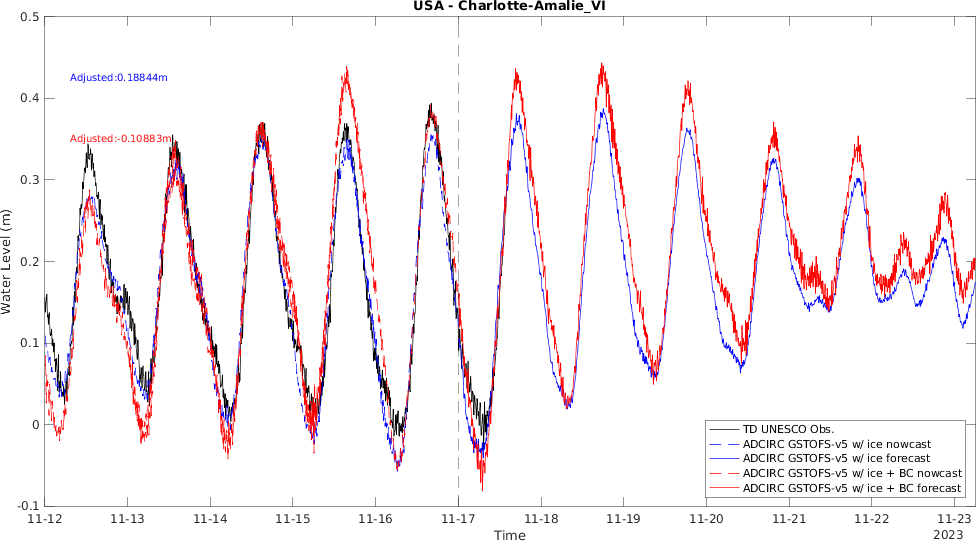 USA - Charlotte-Amalie_VI
0.5
0.4
0.3
0.2
0.1
0
-0.1
Water Level (m)
Adjusted:0.18844m
Adjusted:-0.10883m
TD UNESCO Obs.
ADCIRC GSTOFS-v5 w/ ice nowcast
ADCIRC GSTOFS-v5 w/ ice forecast
ADCIRC GSTOFS-v5 w/ ice + BC nowcast
ADCIRC GSTOFS-v5 w/ ice + BC forecast
11-12 11-13 11-14 11-15 11-16 11-17 11-18 11-19 11-20 11-21 11-22 11-23
Time
2023